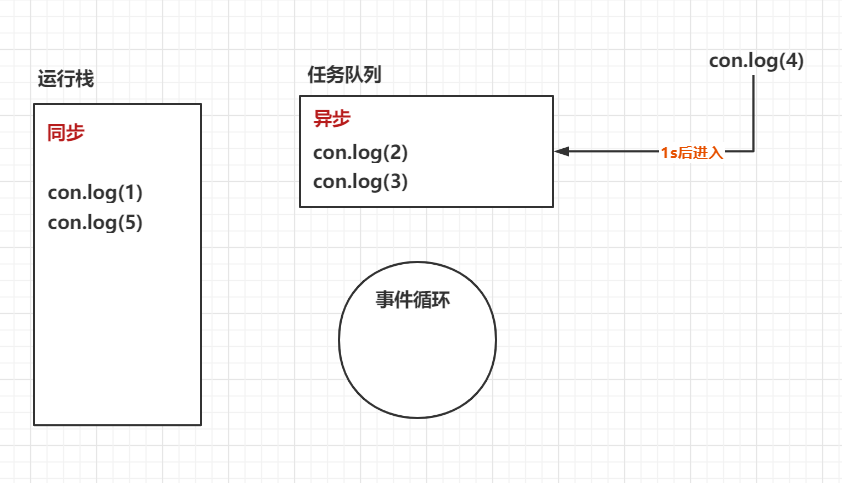 运行栈
同步
con.log(1)
con.log(5)
任务队列
异步
con.log(2)
con.log(3)
con.log(4)
1s后进入
事件循环